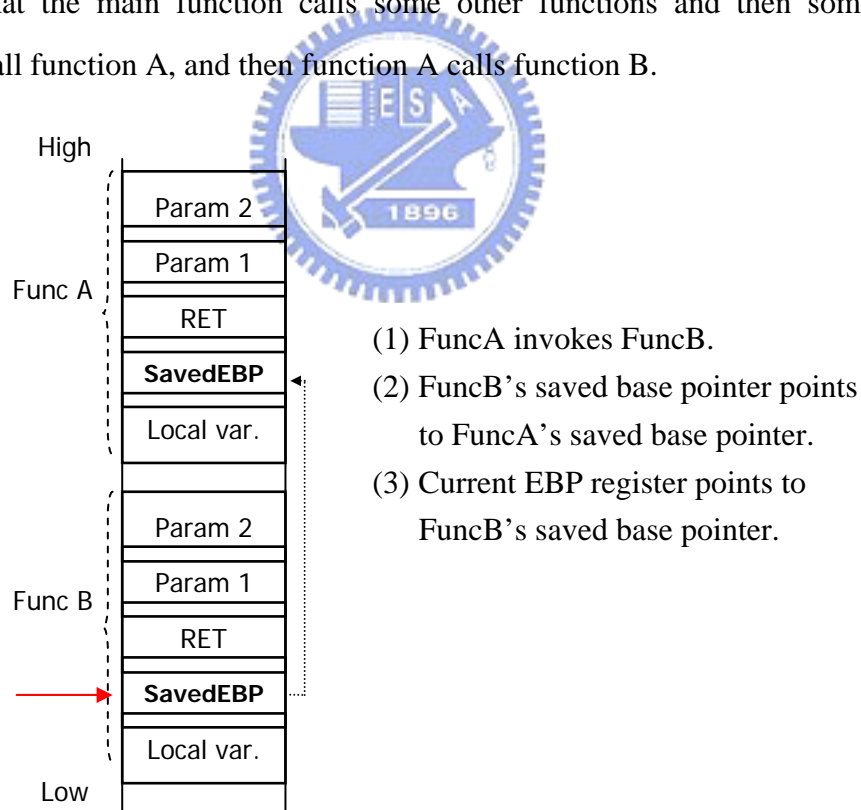 at the main function calls some other functions and then som
all function A, and then function A calls function B.
E S A
1896
High
Param 2
Param 1
Func A
RET
SavedEBP
Local var.
(1) FuncA invokes FuncB.
(2) FuncB’s saved base pointer points
to FuncA’s saved base pointer.
(3) Current EBP register points to
FuncB’s saved base pointer.
Param 2
Param 1
Func B
RET
SavedEBP
Local var.
Low